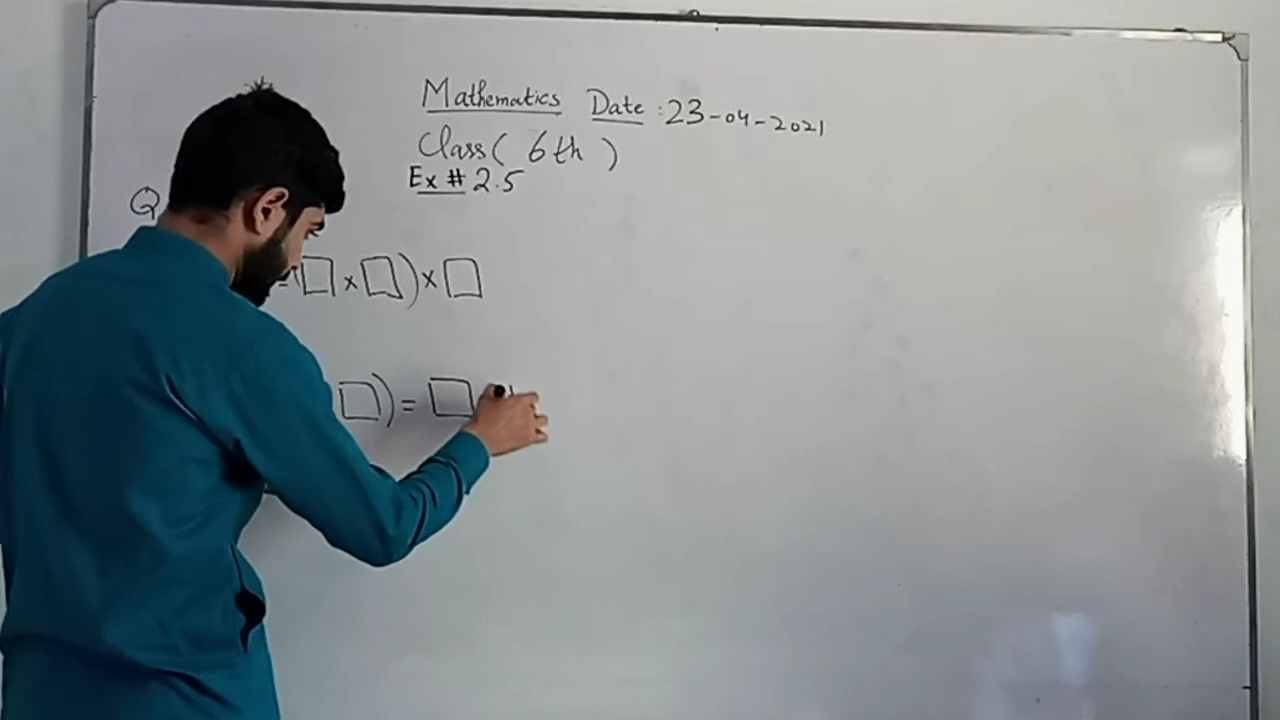 Mathematics Date : 23-04-2021
Class( 6th )
Ex # 2.5
Q
=(□ × □) × □
□) = □